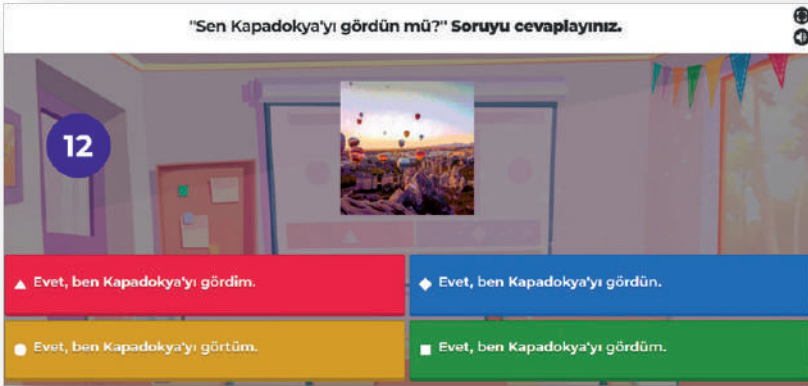 "Sen Kapadokya'yı gördün mü?" Soruyu cevaplayınız.
12
Evet, ben Kapadokya'yı gördim.
Evet, ben Kapadokya'yı gördün.
Evet, ben Kapadokya'yı görtüm.
Evet, ben Kapadokya'yı gördüm.